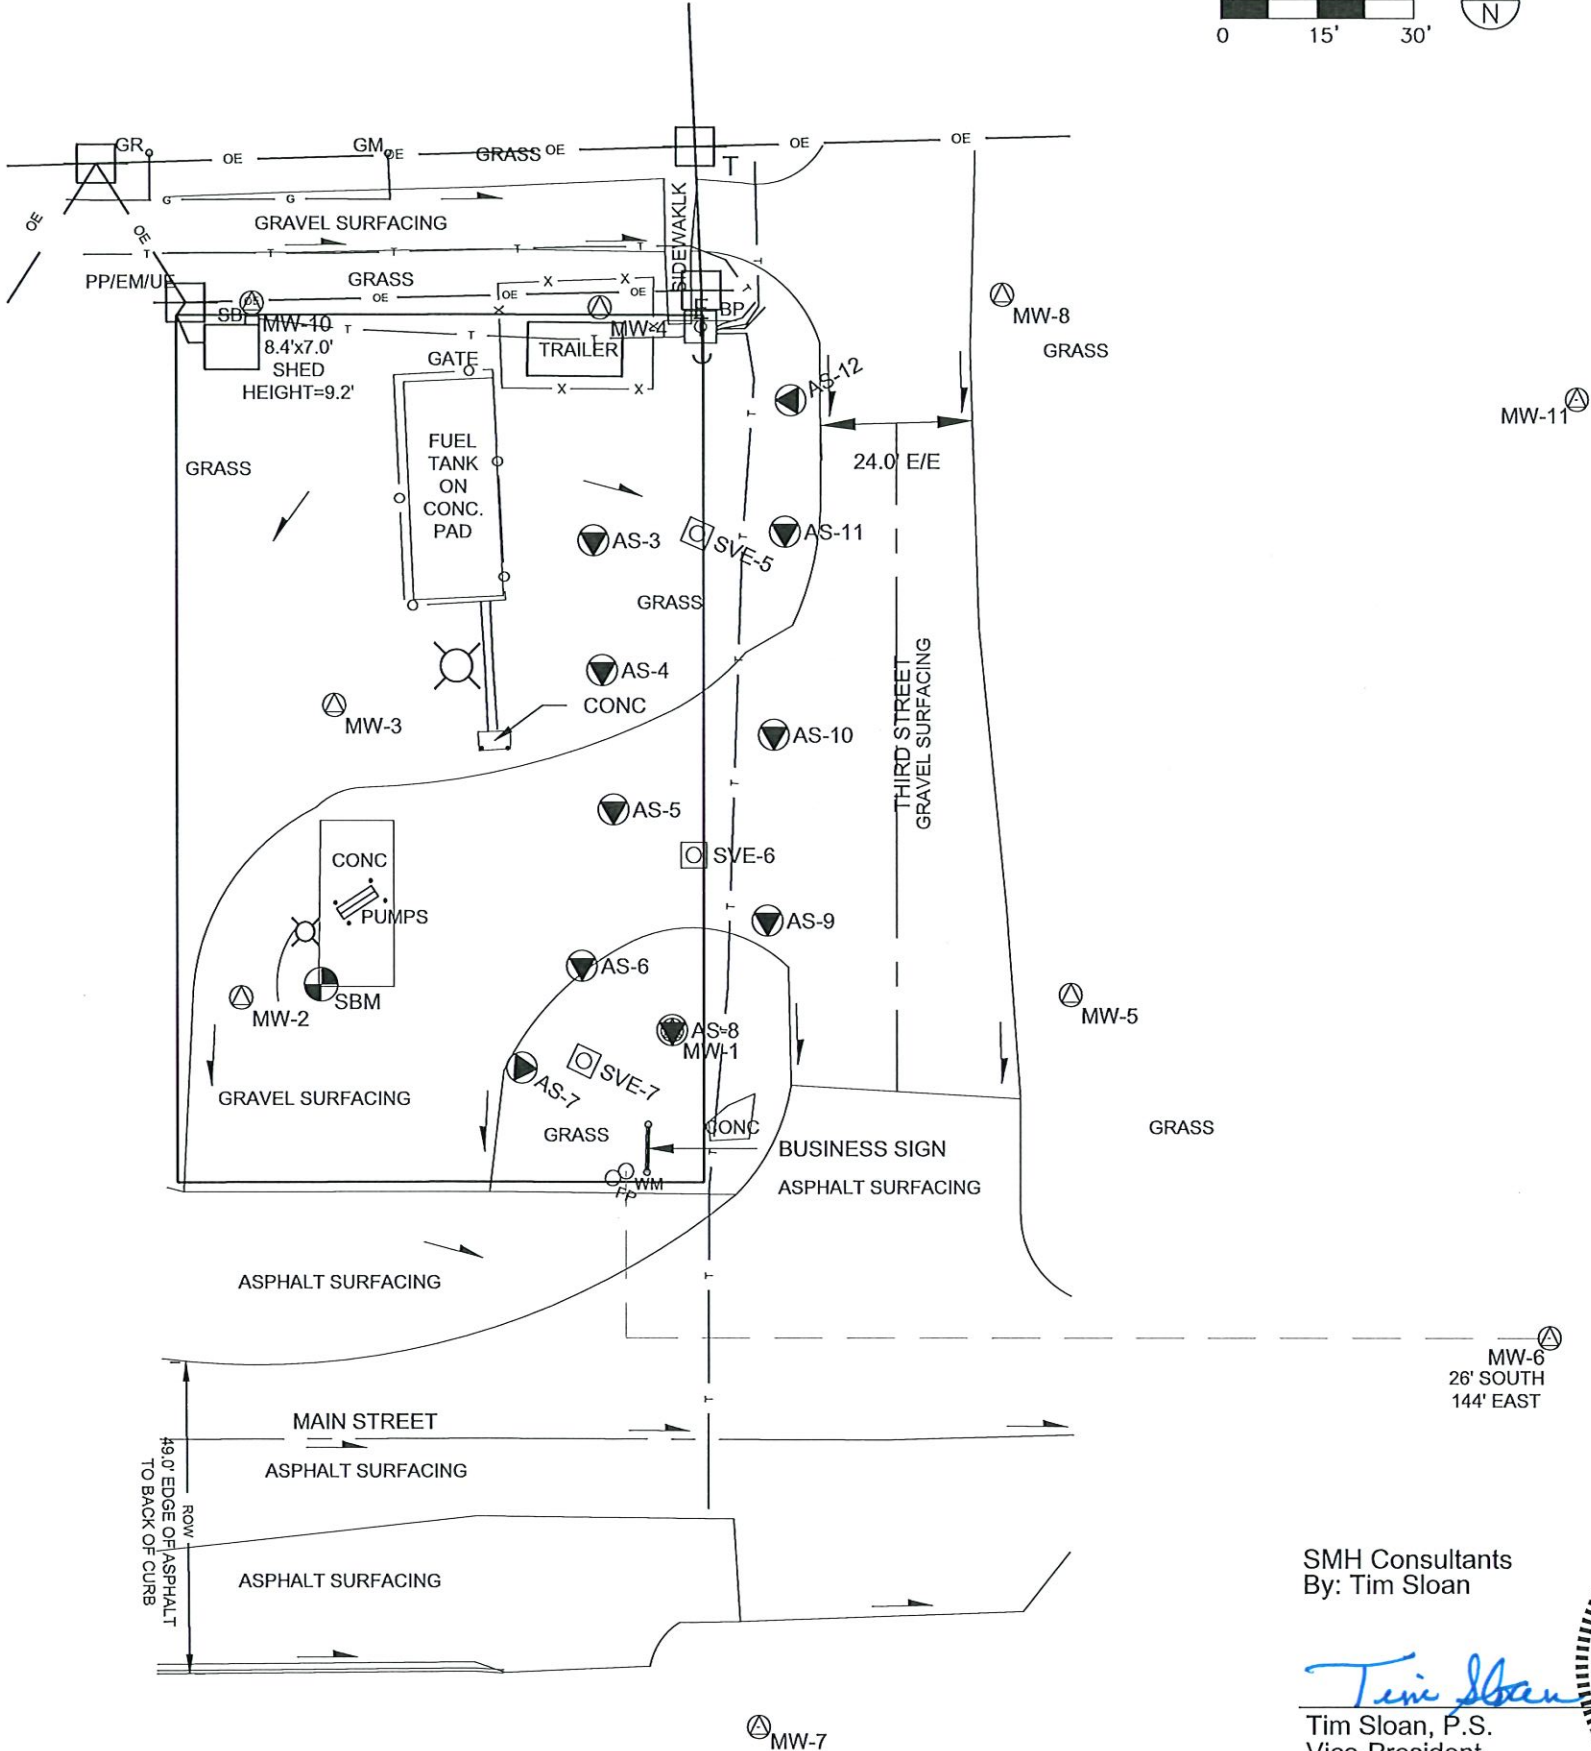 N
0 15' 30'
GR
GM
OE
OE
GRASS
OE
OE
OE
T
G
G
SIDEWAKLK
GRAVEL SURFACING
OE
OE
T
T
T
T
T
T
PP/EM/UE
GRASS
X
X
OE
OE
OE
OE
T
SB
MW-10
T
T
X
MW-4
X
BP
MW-8
8.4'x7.0'
SHED
HEIGHT=9.2'
GATE
TRAILER
T
X
X
GRASS
AS-12
MW-11
T
FUEL
TANK
ON
CONC.
PAD
24.0' E/E
GRASS
AS-3
SVE-5
T
AS-11
GRASS
AS-4
T
THIRD STREET
GRAVEL SURFACING
CONC
MW-3
AS-10
T
AS-5
CONC
SVE-6
PUMPS
T
AS-9
AS-6
SBM
MW-2
MW-5
AS-8
MW-1
SVE-7
AS-7
GRAVEL SURFACING
GRASS
CONC
GRASS
BUSINESS SIGN
T
WM
FP
ASPHALT SURFACING
ASPHALT SURFACING
T
MW-6
26' SOUTH
144' EAST
T
MAIN STREET
ASPHALT SURFACING
49.0' EDGE OF ASPHALT
TO BACK OF CURB
ROW
ASPHALT SURFACING
SMH Consultants
By: Tim Sloan
Tim Sloan
Tim Sloan, P.S.
Vice President
MW-7